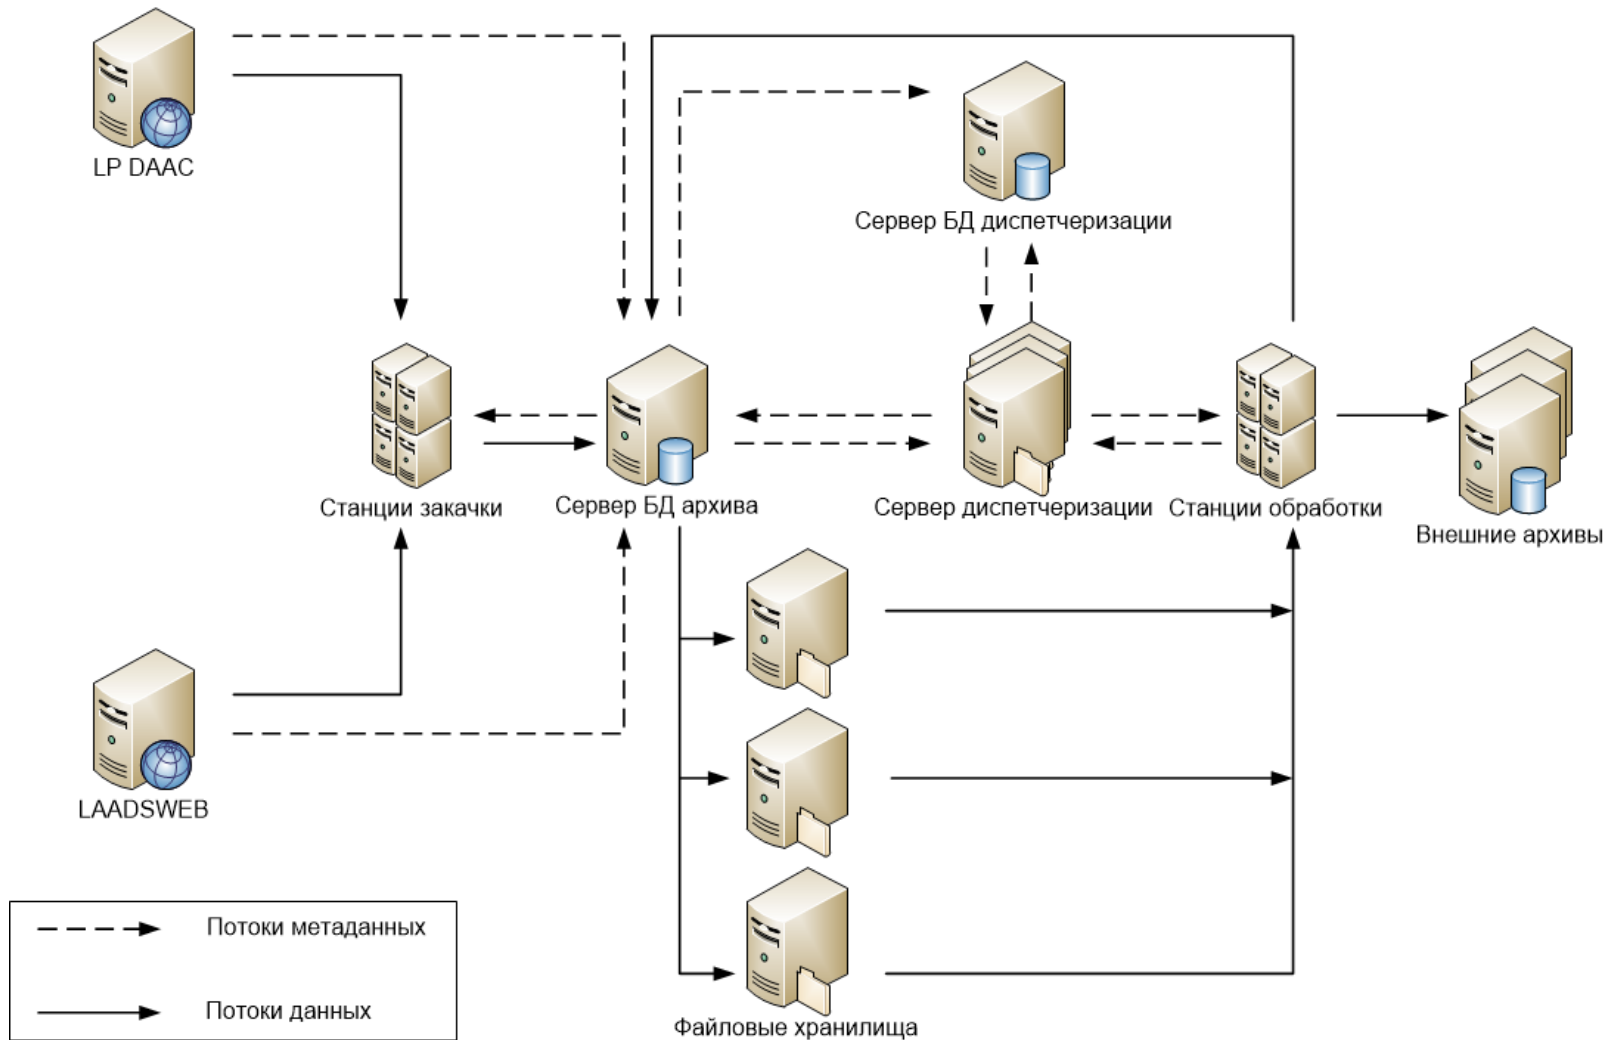 LP DAAC
Сервер БД диспетчеризации
Станции закачки
Сервер БД архива
Сервер диспетчеризации
Станции обработки
Внешние архивы
LAADSWEB
Потоки метаданных
Потоки данных
Файловые хранилища